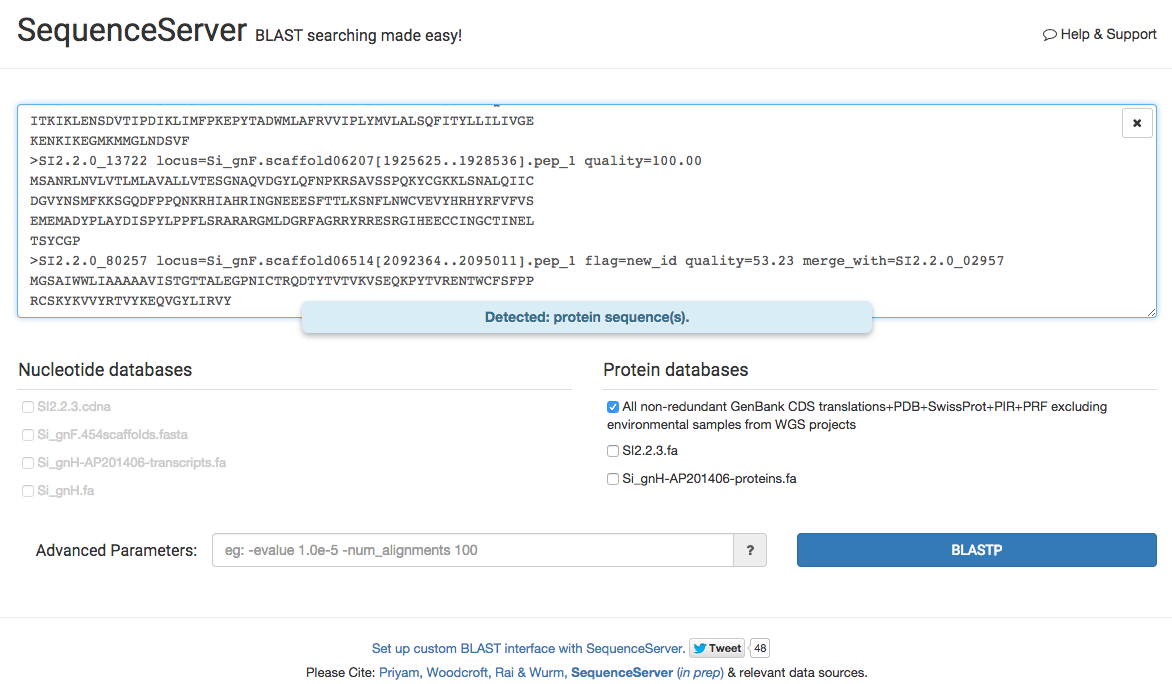 SequenceServer BLAST searching made easy!
Help & Support
ITKIKLENSDVTIPDIKLIMFPKEPYTADWMLAFRVVIPLYMVLALSQFITYLLILIVGE
KENKIKEGMKMMGLNDSVF
>SI2.2.0_13722 locus=Si_gnF.scaffold06207[1925625..1928536].pep_1 quality=100.00
MSANRLNVLVTLMLAVALLVTESGNAQVDGYLQFNPKRSAVSSPQKYCGKKLSNALQIIC
DGVYNSMFKKSGQDFPPQNKRHIAHRINGNEEESFTTLKSNFLNWCVEVYHRHYRFVFVS
EMEMADYPLAYDISPYLPPFLSRARARGMLDGRFAGRRYRRESRGIHEECCINGCTINEL
TSYCGP
>SI2.2.0_80257 locus=Si_gnF.scaffold06514[2092364..2095011].pep_1 flag=new_id quality=53.23 merge_with=SI2.2.0_02957
MGSAIWWLIAAAAAVISTGTTALEGPNICTRQDTYTVTVKVSEQKPYTVRENTWCFSFPP
RCSKYKVVYRTVYKEQVGYLIRVY
Detected: protein sequence(s).
Nucleotide databases
SI2.2.3.cdna
Si_gnF.454scaffolds.fasta
Si_gnH-AP201406-transcripts.fa
Si_gnH.fa
Protein databases
All non-redundant GenBank CDS translations+PDB+SwissProt+PIR+PRF excluding
environmental samples from WGS projects
SI2.2.3.fa
Si_gnH-AP201406-proteins.fa
Advanced Parameters: eg: -evalue 1.0e-5 -num_alignments 100 ? BLASTP
Set up custom BLAST interface with SequenceServer. Tweet 48
Please Cite: Priyam, Woodcroft, Rai & Wurm, SequenceServer (in prep) & relevant data sources.